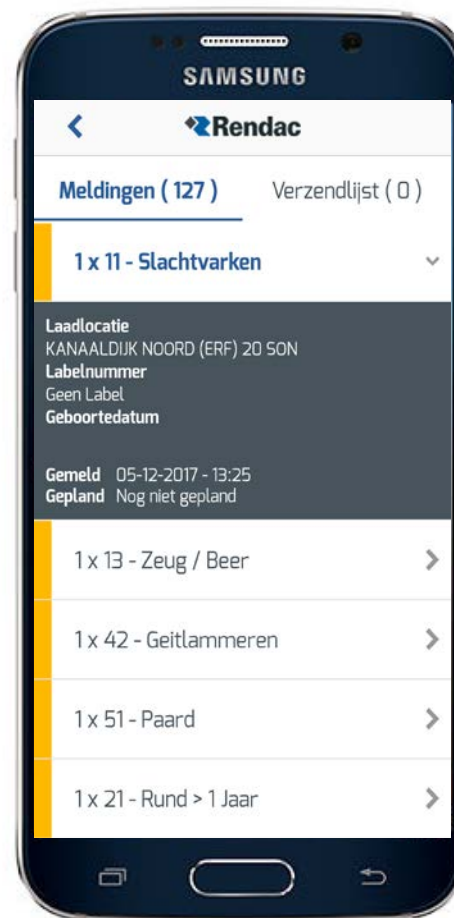 SAMSUNG
Rendac
Meldingen ( 127 ) Verzendlijst ( 0 )
1 x 11 - Slachtvarken
Laadlocatie
KANAALDIJK NOORD (ERF) 20 SON
Labelnummer
Geen Label
Geboortedatum
Gemeld 05-12-2017 - 13:25
Gepland Nog niet gepland
1 x 13 - Zeug / Beer
1 x 42 - Geitlammeren
1 x 51 - Paard
1 x 21 - Rund > 1 Jaar